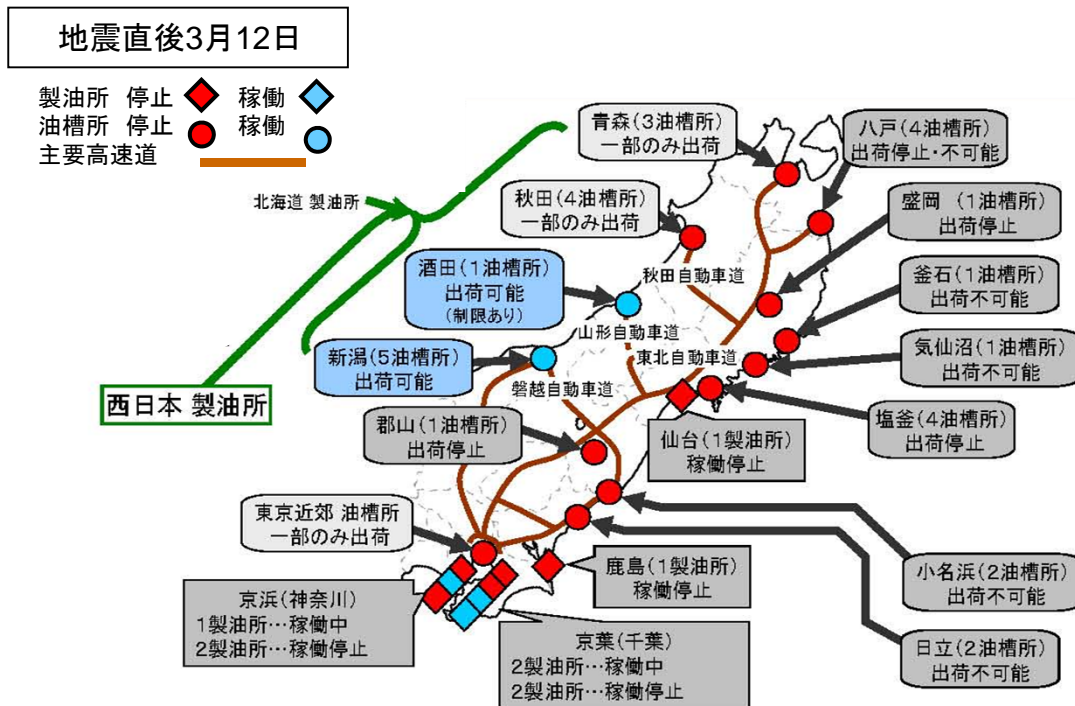 地震直後3月12日
製油所 停止 稼働
油槽所 停止 稼働
主要高速道
北海道 製油所
西日本 製油所
青森(3油槽所)
一部のみ出荷
八戸(4油槽所)
出荷停止・不可能
秋田(4油槽所)
一部のみ出荷
盛岡 (1油槽所)
出荷停止
酒田(1油槽所)
出荷可能
(制限あり)
秋田自動車道
釜石(1油槽所)
出荷不可能
山形自動車道
新潟(5油槽所)
出荷可能
東北自動車道
気仙沼(1油槽所)
出荷不可能
磐越自動車道
郡山(1油槽所)
出荷停止
仙台(1製油所)
稼働停止
塩釜(4油槽所)
出荷停止
東京近郊 油槽所
一部のみ出荷
鹿島(1製油所)
稼働停止
小名浜(2油槽所)
出荷不可能
京浜(神奈川)
1製油所…稼働中
2製油所…稼働停止
京葉(千葉)
2製油所…稼働中
2製油所…稼働停止
日立(2油槽所)
出荷不可能